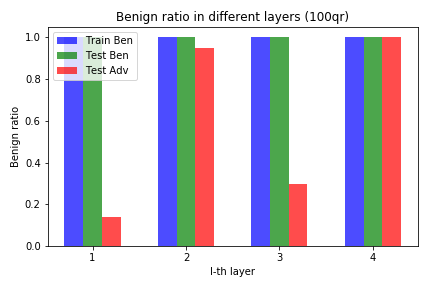 Benign ratio in different layers (100qr)
Train Ben
Test Ben
Test Adv
Benign ratio
1.0
0.8
0.6
0.4
0.2
0.0
1 2 3 4
l-th layer